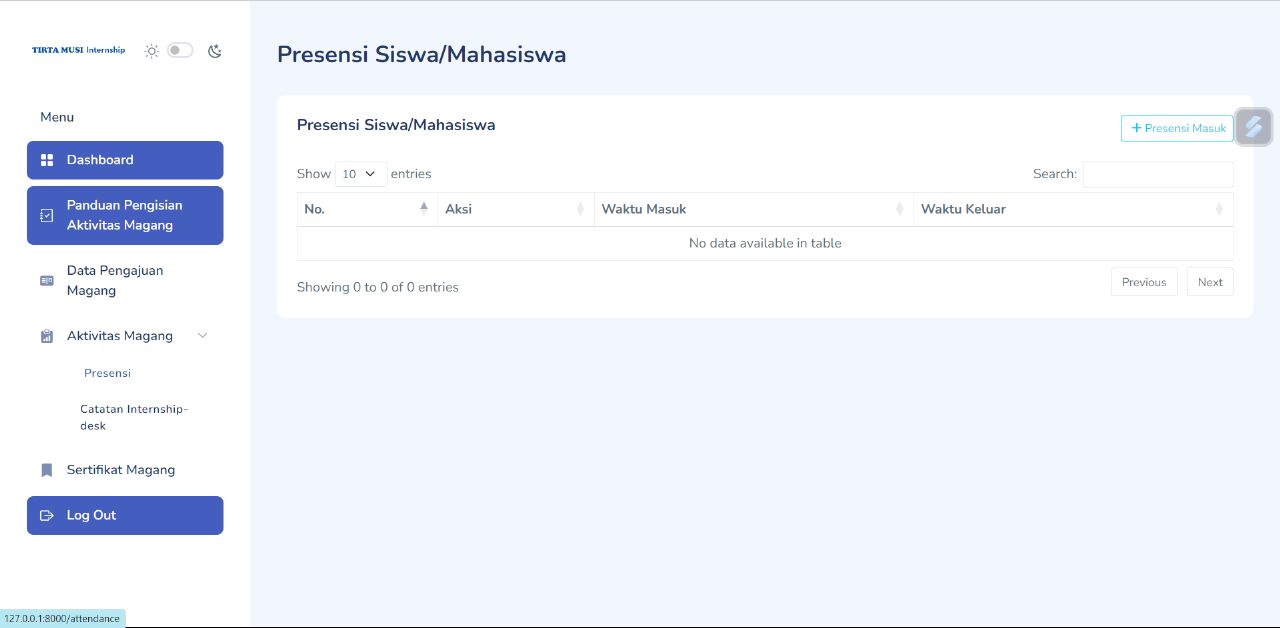 TIRTA MUSI Internship
Menu
Dashboard
Panduan Pengisian
Aktivitas Magang
Data Pengajuan
Magang
Aktivitas Magang
Presensi
Catatan Internship-
desk
Sertifikat Magang
Log Out
Presensi Siswa/Mahasiswa
Presensi Siswa/Mahasiswa
+ Presensi Masuk
Show 10 entries
Search:
No. Aksi Waktu Masuk Waktu Keluar
No data available in table
Showing 0 to 0 of 0 entries
Previous Next
127.0.0.1:8000/attendance